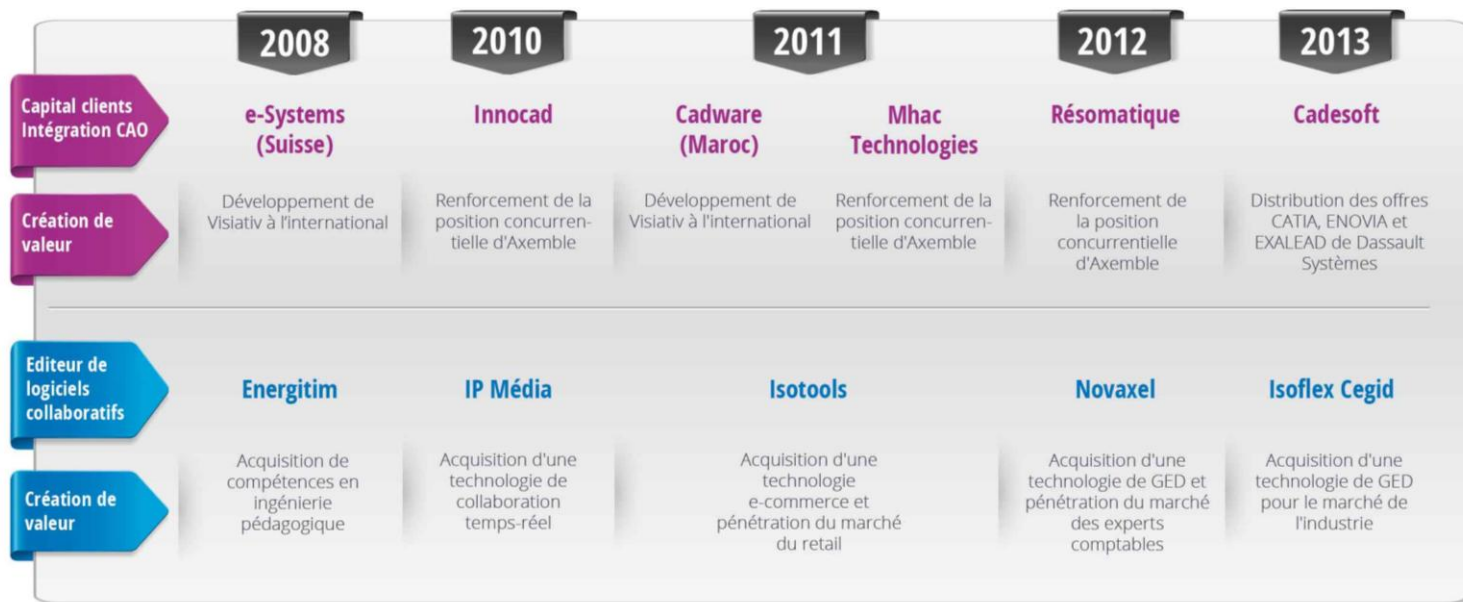 2008
2010
2011
2012
2013
Capital clients
Intégration CAO
e-Systems
(Suisse)
Innocad
Cadware
(Maroc)
Mhac
Technologies
Résomatique
Cadesoft
Création de
valeur
Développement de
Visiativ à l'international
Renforcement de la
position concurren-
tielle d'Axemble
Développement de
Visiativ à l'international
Renforcement de la
position concurren-
tielle d'Axemble
Renforcement de
la position
concurrentielle
d'Axemble
Distribution des offres
CATIA, ENOVIA et
EXALEAD de Dassault
Systèmes
Editeur de
logiciels
collaboratifs
Energitim
IP Média
Isotools
Novaxel
Isoflex Cegid
Création de
valeur
Acquisition de
compétences en
ingénierie
pédagogique
Acquisition d'une
technologie de
collaboration
temps-réel
Acquisition d'une
technologie
e-commerce et
pénétration du marché
du retail
Acquisition d'une
technologie de GED et
pénétration du marché
des experts
comptables
Acquisition d'une
technologie de GED
pour le marché de
l'industrie